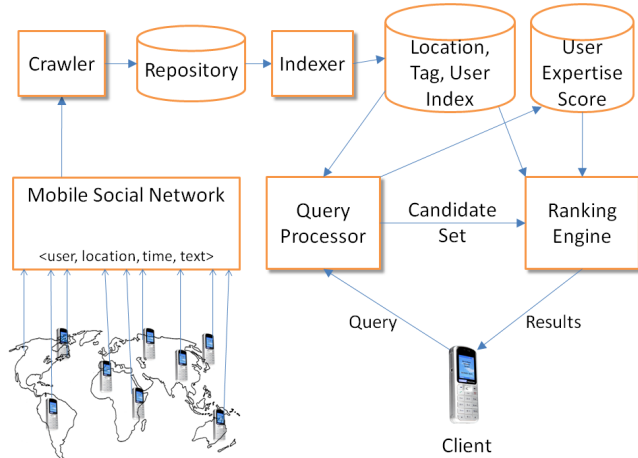 Crawler
Repository
Indexer
Location,
Tag, User
Index
User
Expertise
Score
Mobile Social Network
<user, location, time, text>
Query
Processor
Candidate
Set
Ranking
Engine
Query
Results
Client